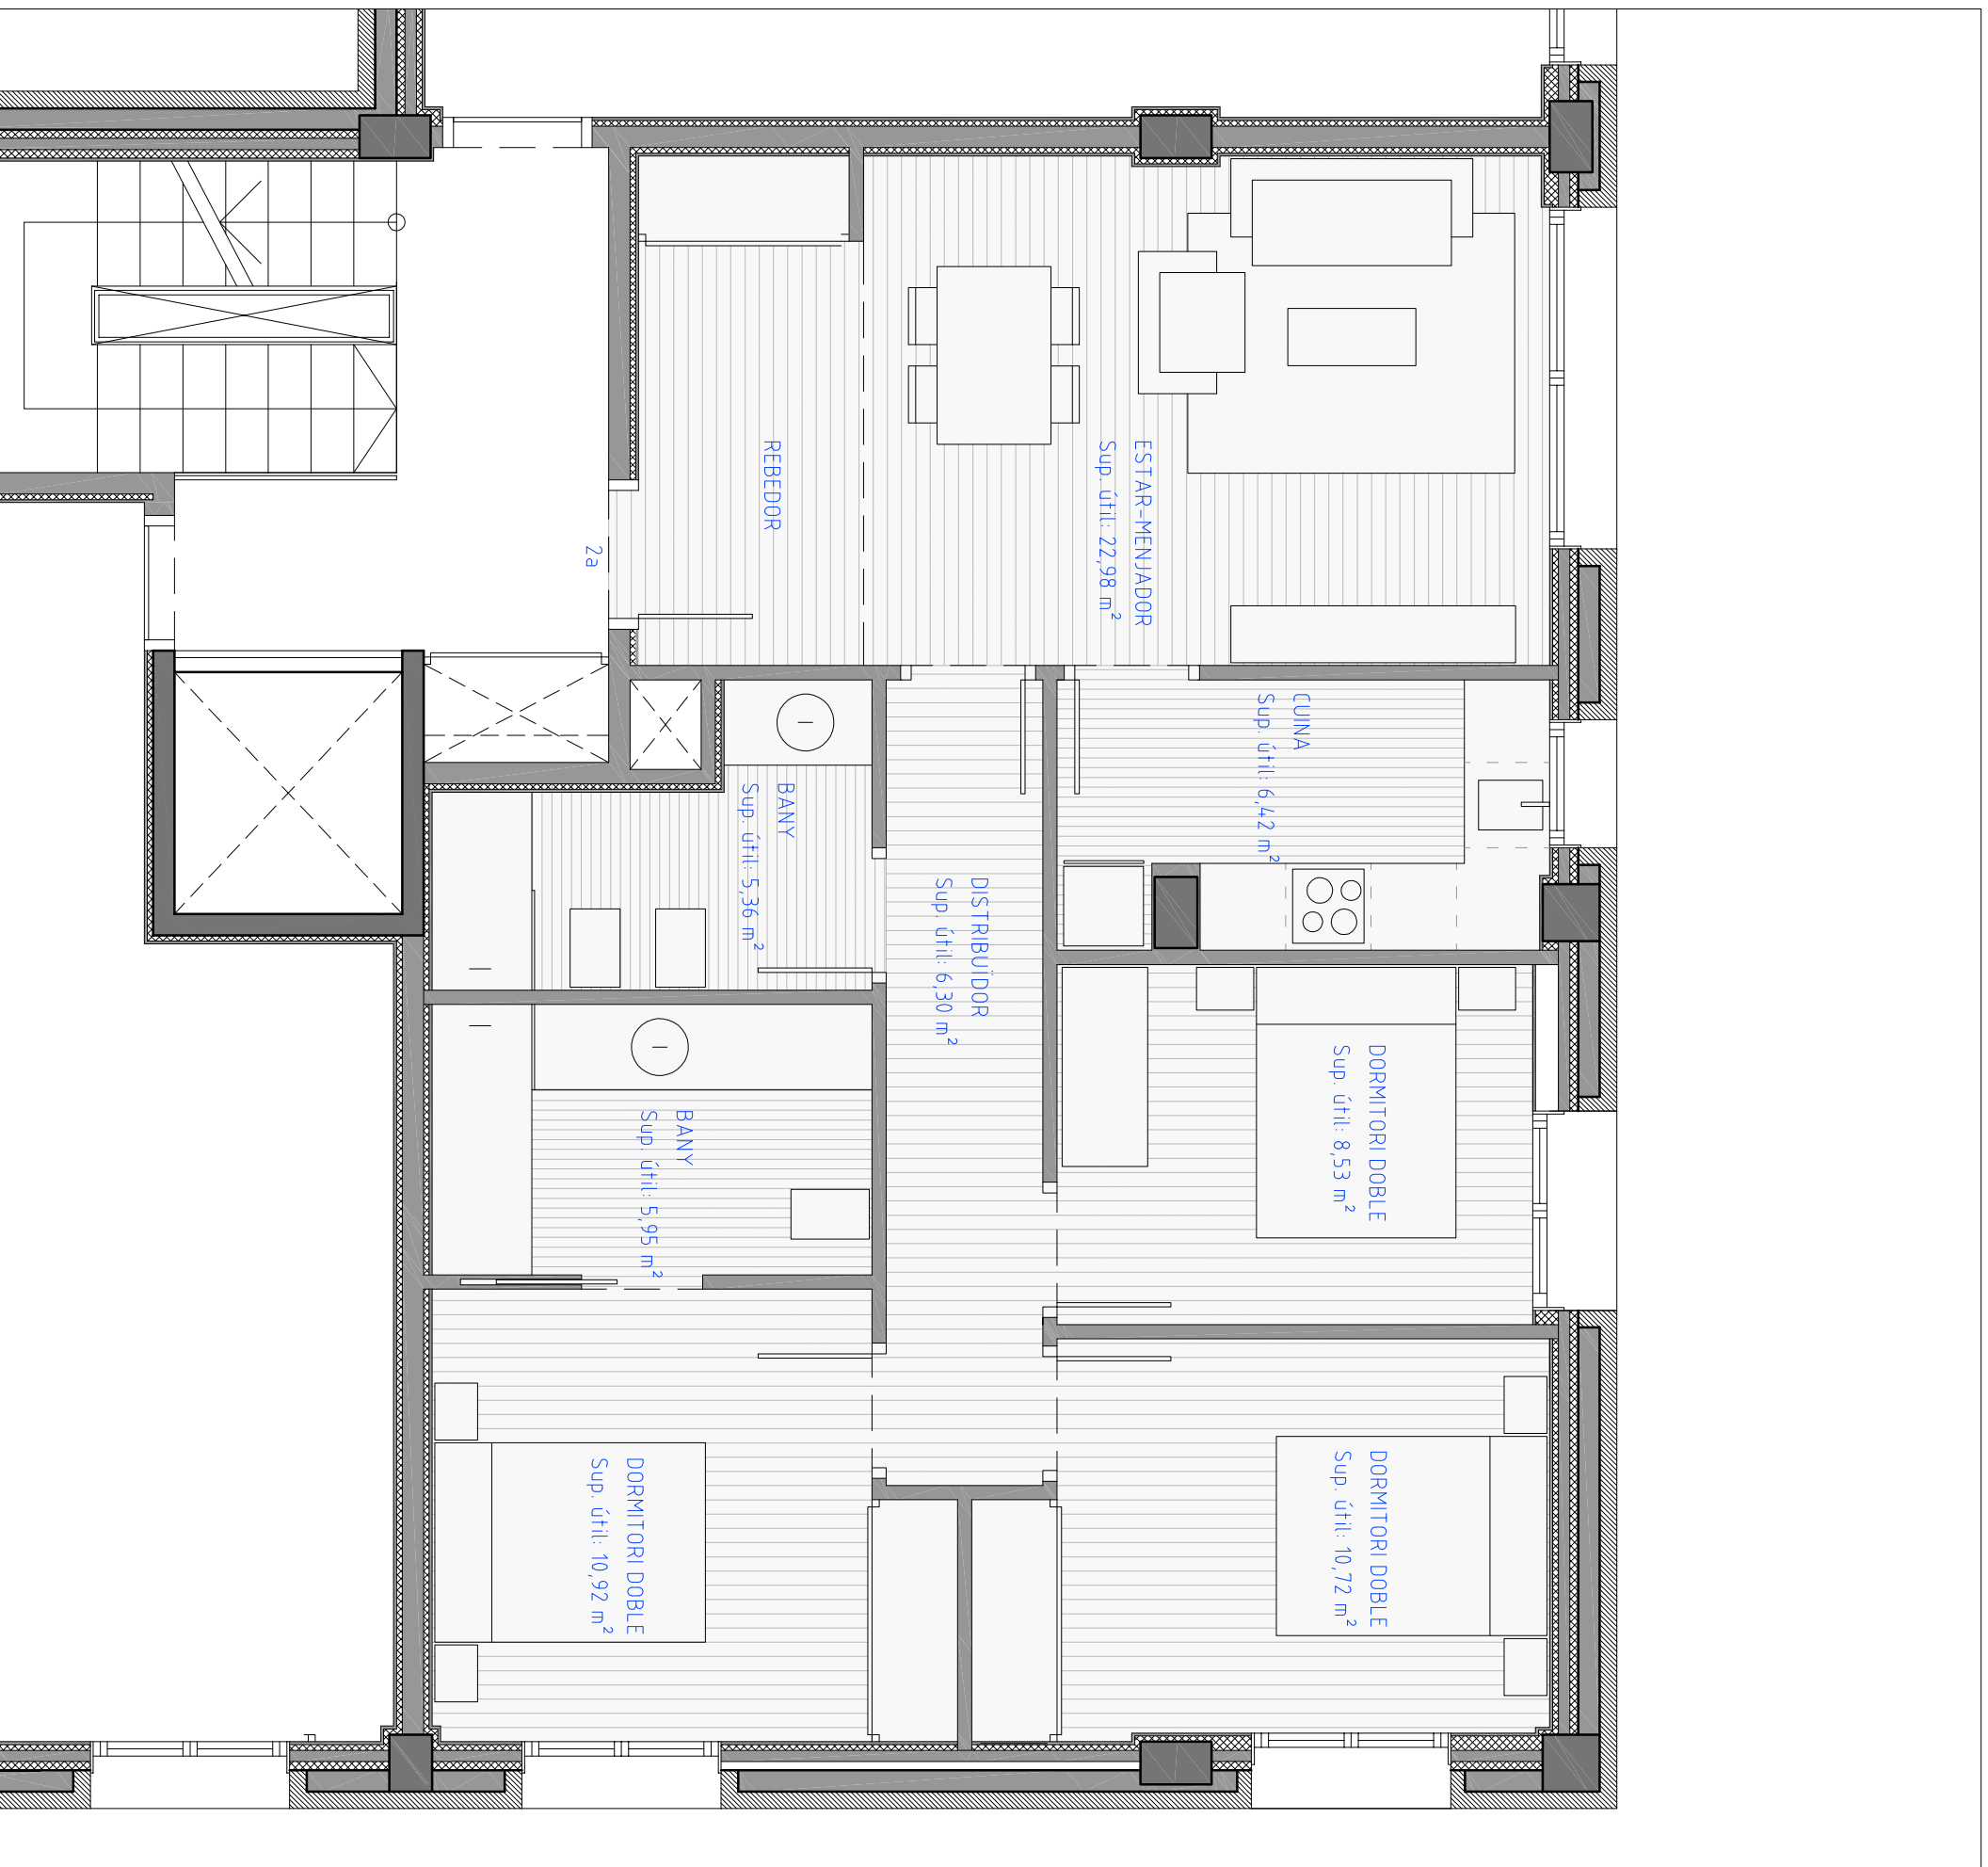 REBEDOR
2a
ESTAR-MENJADOR
Sup. útil: 22,98 m²
CUINA
Sup. útil: 6,42 m²
BANY
Sup. útil: 5,36 m²
DISTRIBUÏDOR
Sup. útil: 6,30 m²
DORMITORI DOBLE
Sup. útil: 8,53 m²
BANY
Sup. útil: 5,95 m²
DORMITORI DOBLE
Sup. útil: 10,72 m²
DORMITORI DOBLE
Sup. útil: 10,92 m²